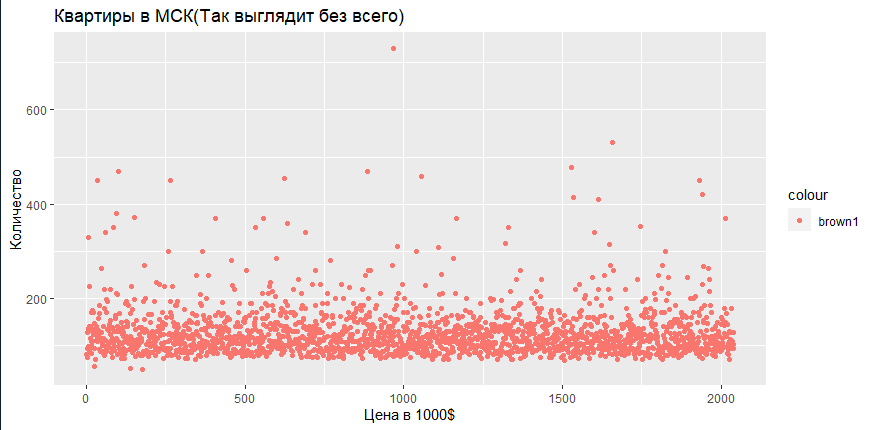 Квартиры в МСК(Так выглядит без всего)
Количество
600
400
200
0
500
1000
1500
2000
Цена в 1000$
colour
brown1